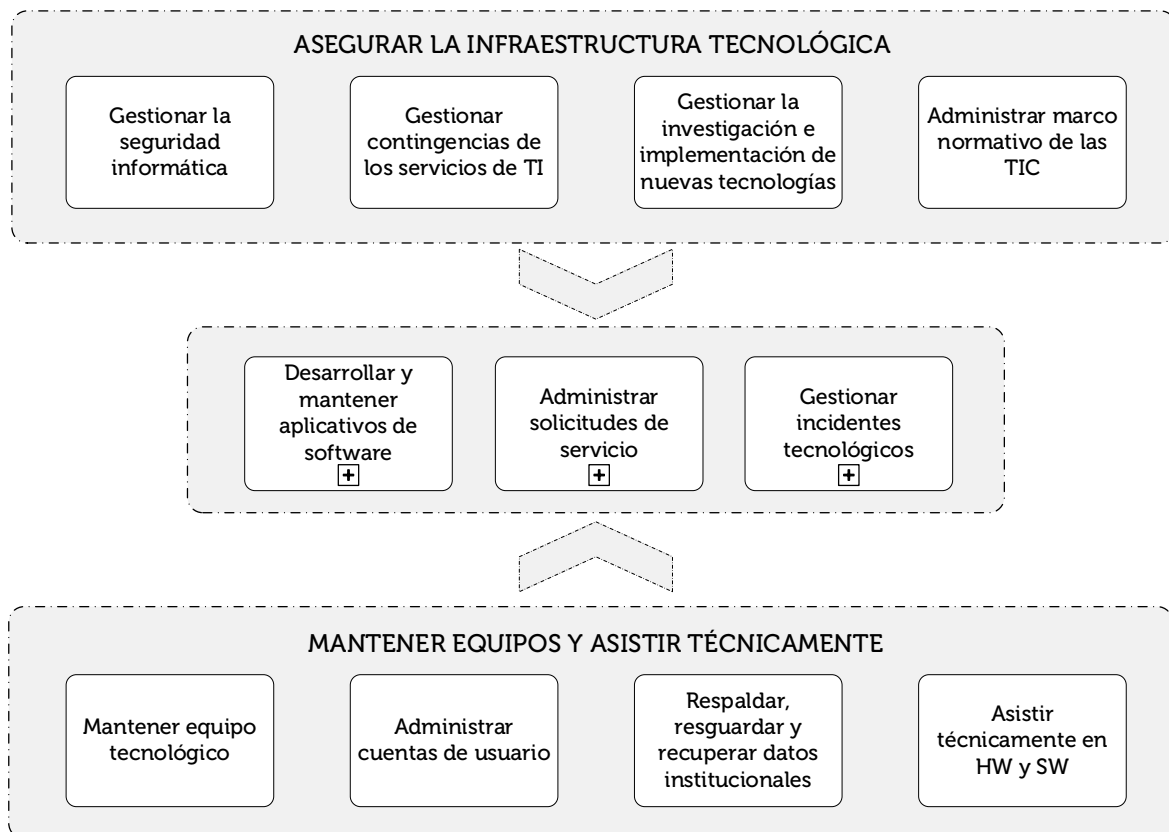 ASEGURAR LA INFRAESTRUCTURA TECNOLÓGICA
Gestionar la
seguridad
informática
Gestionar
contingencias de
los servicios de TI
Gestionar la
investigación e
implementación de
nuevas tecnologías
Administrar marco
normativo de las
TIC
Desarrollar y
mantener
aplicativos de
software
+
Administrar
solicitudes de
servicio
+
Gestionar
incidentes
tecnológicos
+
MANTENER EQUIPOS Y ASISTIR TÉCNICAMENTE
Mantener equipo
tecnológico
Administrar
cuentas de usuario
Respaldar,
resguardar y
recuperar datos
institucionales
Asistir
técnicamente en
HW y SW